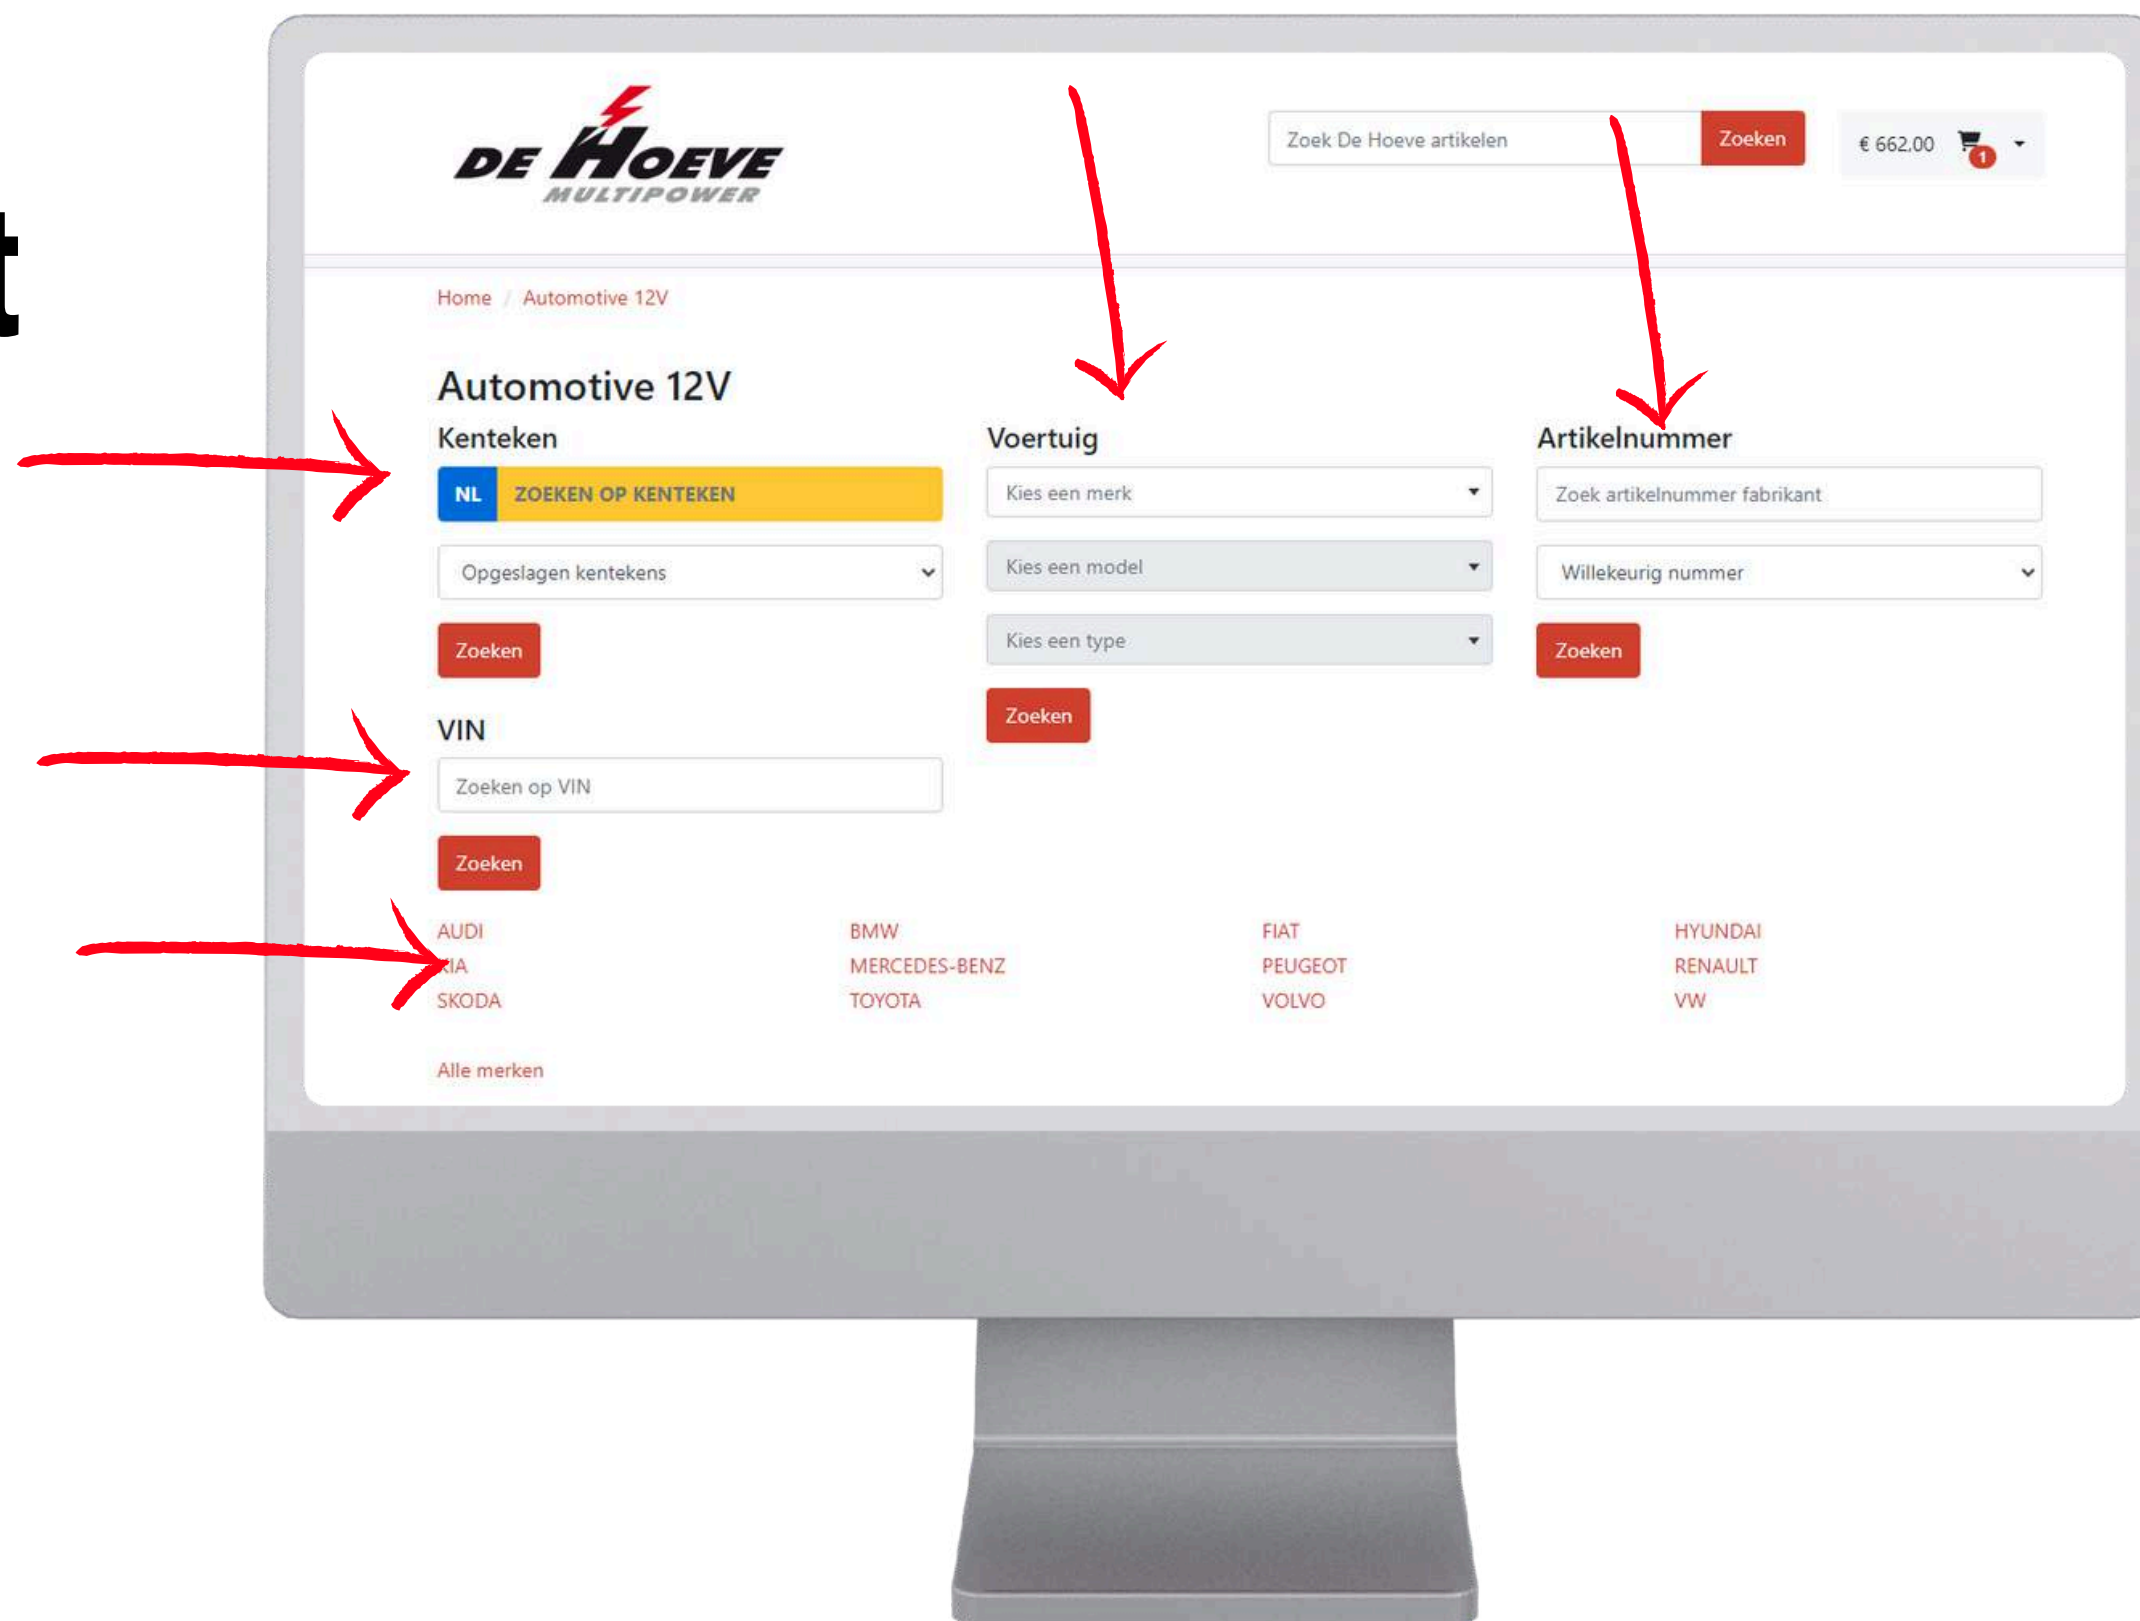 t
DE HOEVE
MULTIPOWER
Zoek De Hoeve artikelen
Zoeken
€ 662,00
1
Home / Automotive 12V
Automotive 12V
Kenteken
NL ZOEKEN OP KENTEKEN
Opgeslagen kentekens
Zoeken
VIN
Zoeken op VIN
Zoeken
Voertuig
Kies een merk
Kies een model
Kies een type
Zoeken
Artikelnummer
Zoek artikelnummer fabrikant
Willekeurig nummer
Zoeken
AUDI BMW FIAT HYUNDAI
KIA MERCEDES-BENZ PEUGEOT RENAULT
SKODA TOYOTA VOLVO VW
Alle merken